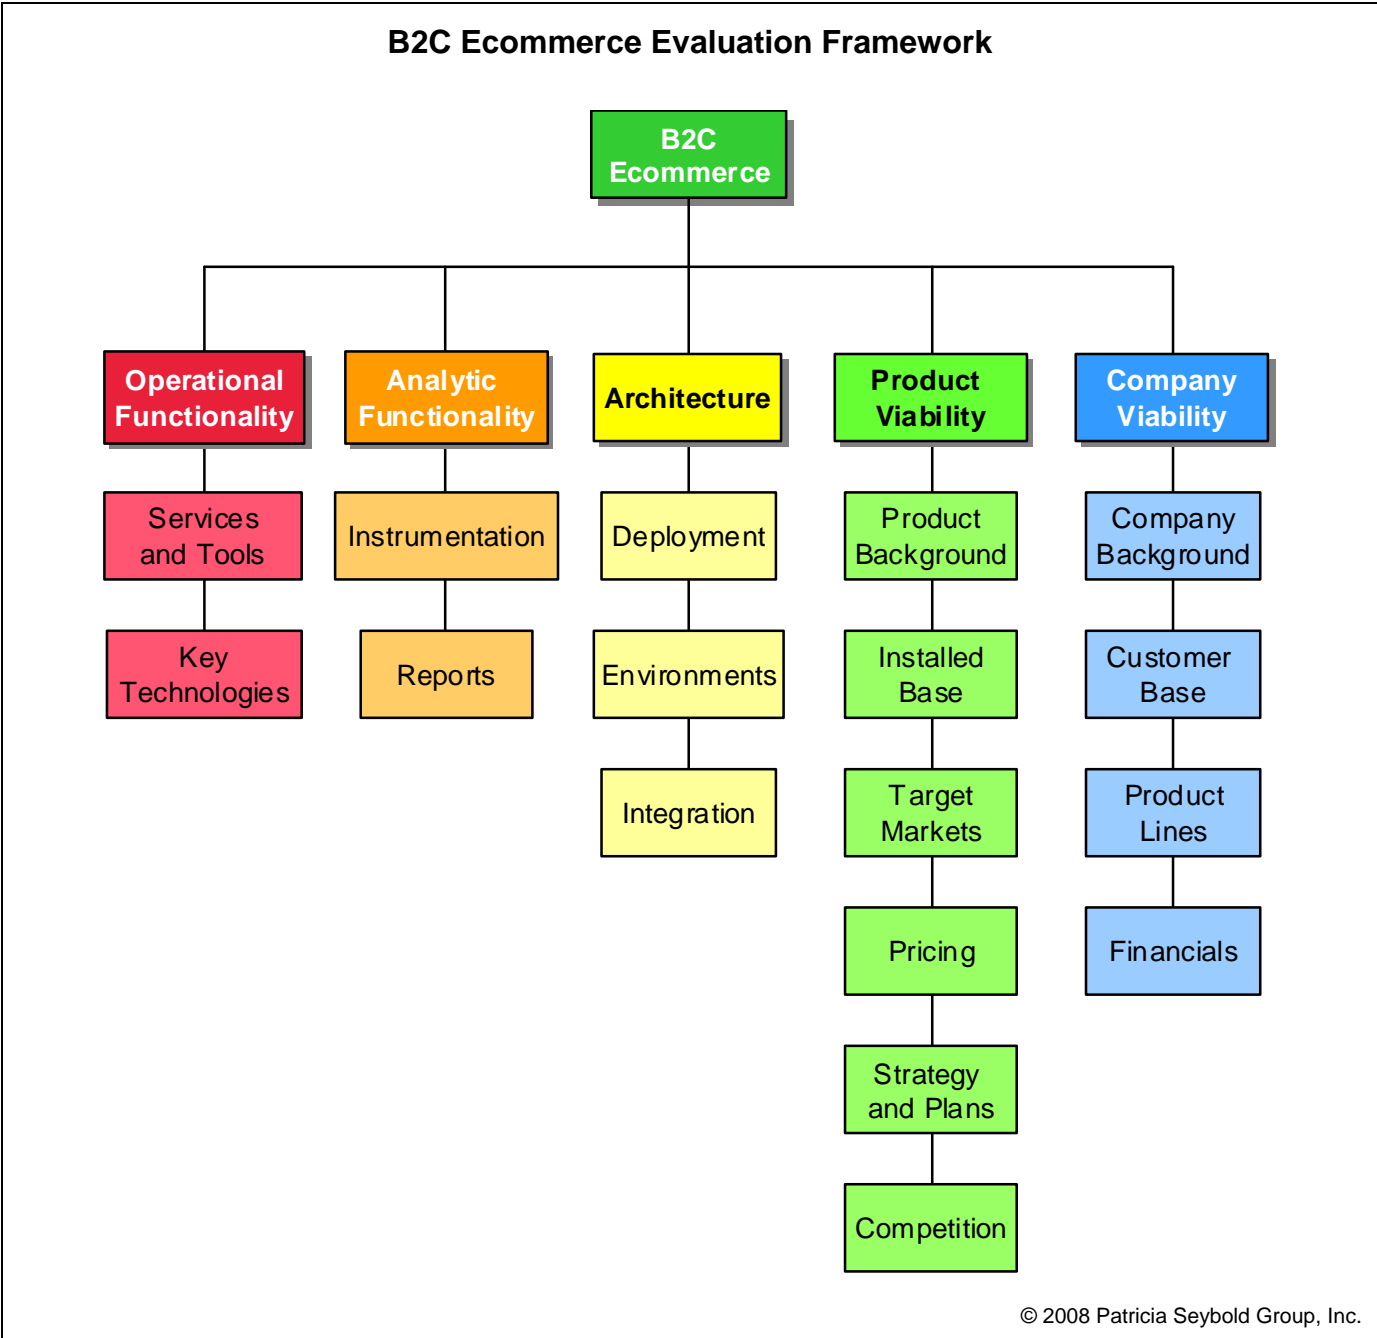 B2C Ecommerce Evaluation Framework
B2C
Ecommerce
Operational
Functionality
Analytic
Functionality
Architecture
Product
Viability
Company
Viability
Services
and Tools
Instrumentation
Deployment
Product
Background
Company
Background
Key
Technologies
Reports
Environments
Installed
Base
Customer
Base
Integration
Target
Markets
Product
Lines
Pricing
Financials
Strategy
and Plans
Competition
© 2008 Patricia Seybold Group, Inc.